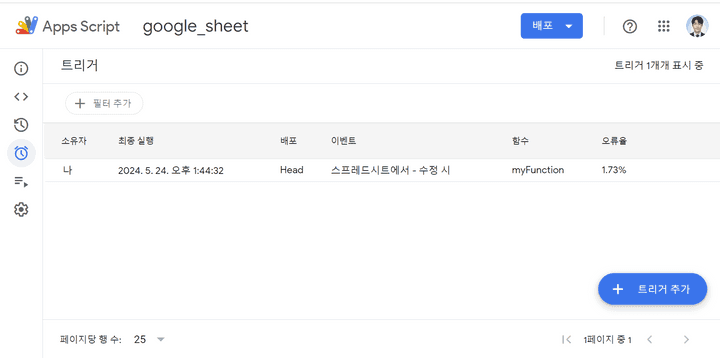 Apps Script google_sheet 배포
트리거 트리거 1개개 표시 중
필터 추가
소유자 최종 실행 배포 이벤트 함수 오류율
나 2024. 5. 24. 오후 1:44:32 Head 스프레드시트에서 - 수정 시 myFunction 1.73%
트리거 추가
페이지당 행 수: 25 1페이지 중 1